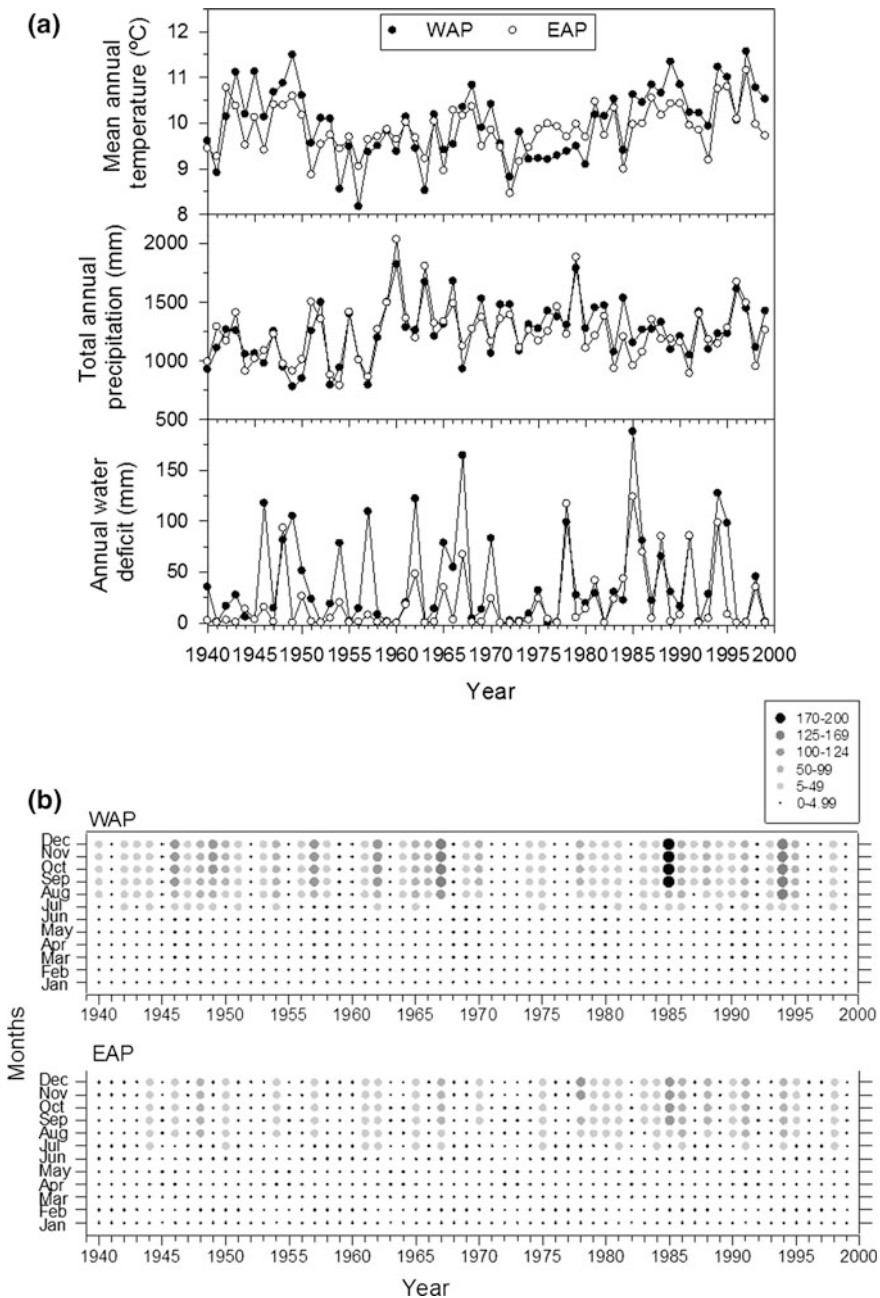 (a)
WAP EAP
Mean annual
temperature (ºC)
12
11
10
9
8
Total annual
precipitation (mm)
2000
1500
1000
500
Annual water
deficit (mm)
150
100
50
0
1940 1945 1950 1955 1960 1965 1970 1975 1980 1985 1990 1995 2000
Year
170-200
125-169
100-124
50-99
5-49
0-4.99
(b)
WAP
Dec
Nov
Oct
Sep
Aug
Jul
Jun
May
Apr
Mar
Feb
Jan
1940 1945 1950 1955 1960 1965 1970 1975 1980 1985 1990 1995 2000
Months
EAP
Dec
Nov
Oct
Sep
Aug
Jul
Jun
May
Apr
Mar
Feb
Jan
1940 1945 1950 1955 1960 1965 1970 1975 1980 1985 1990 1995 2000
Year